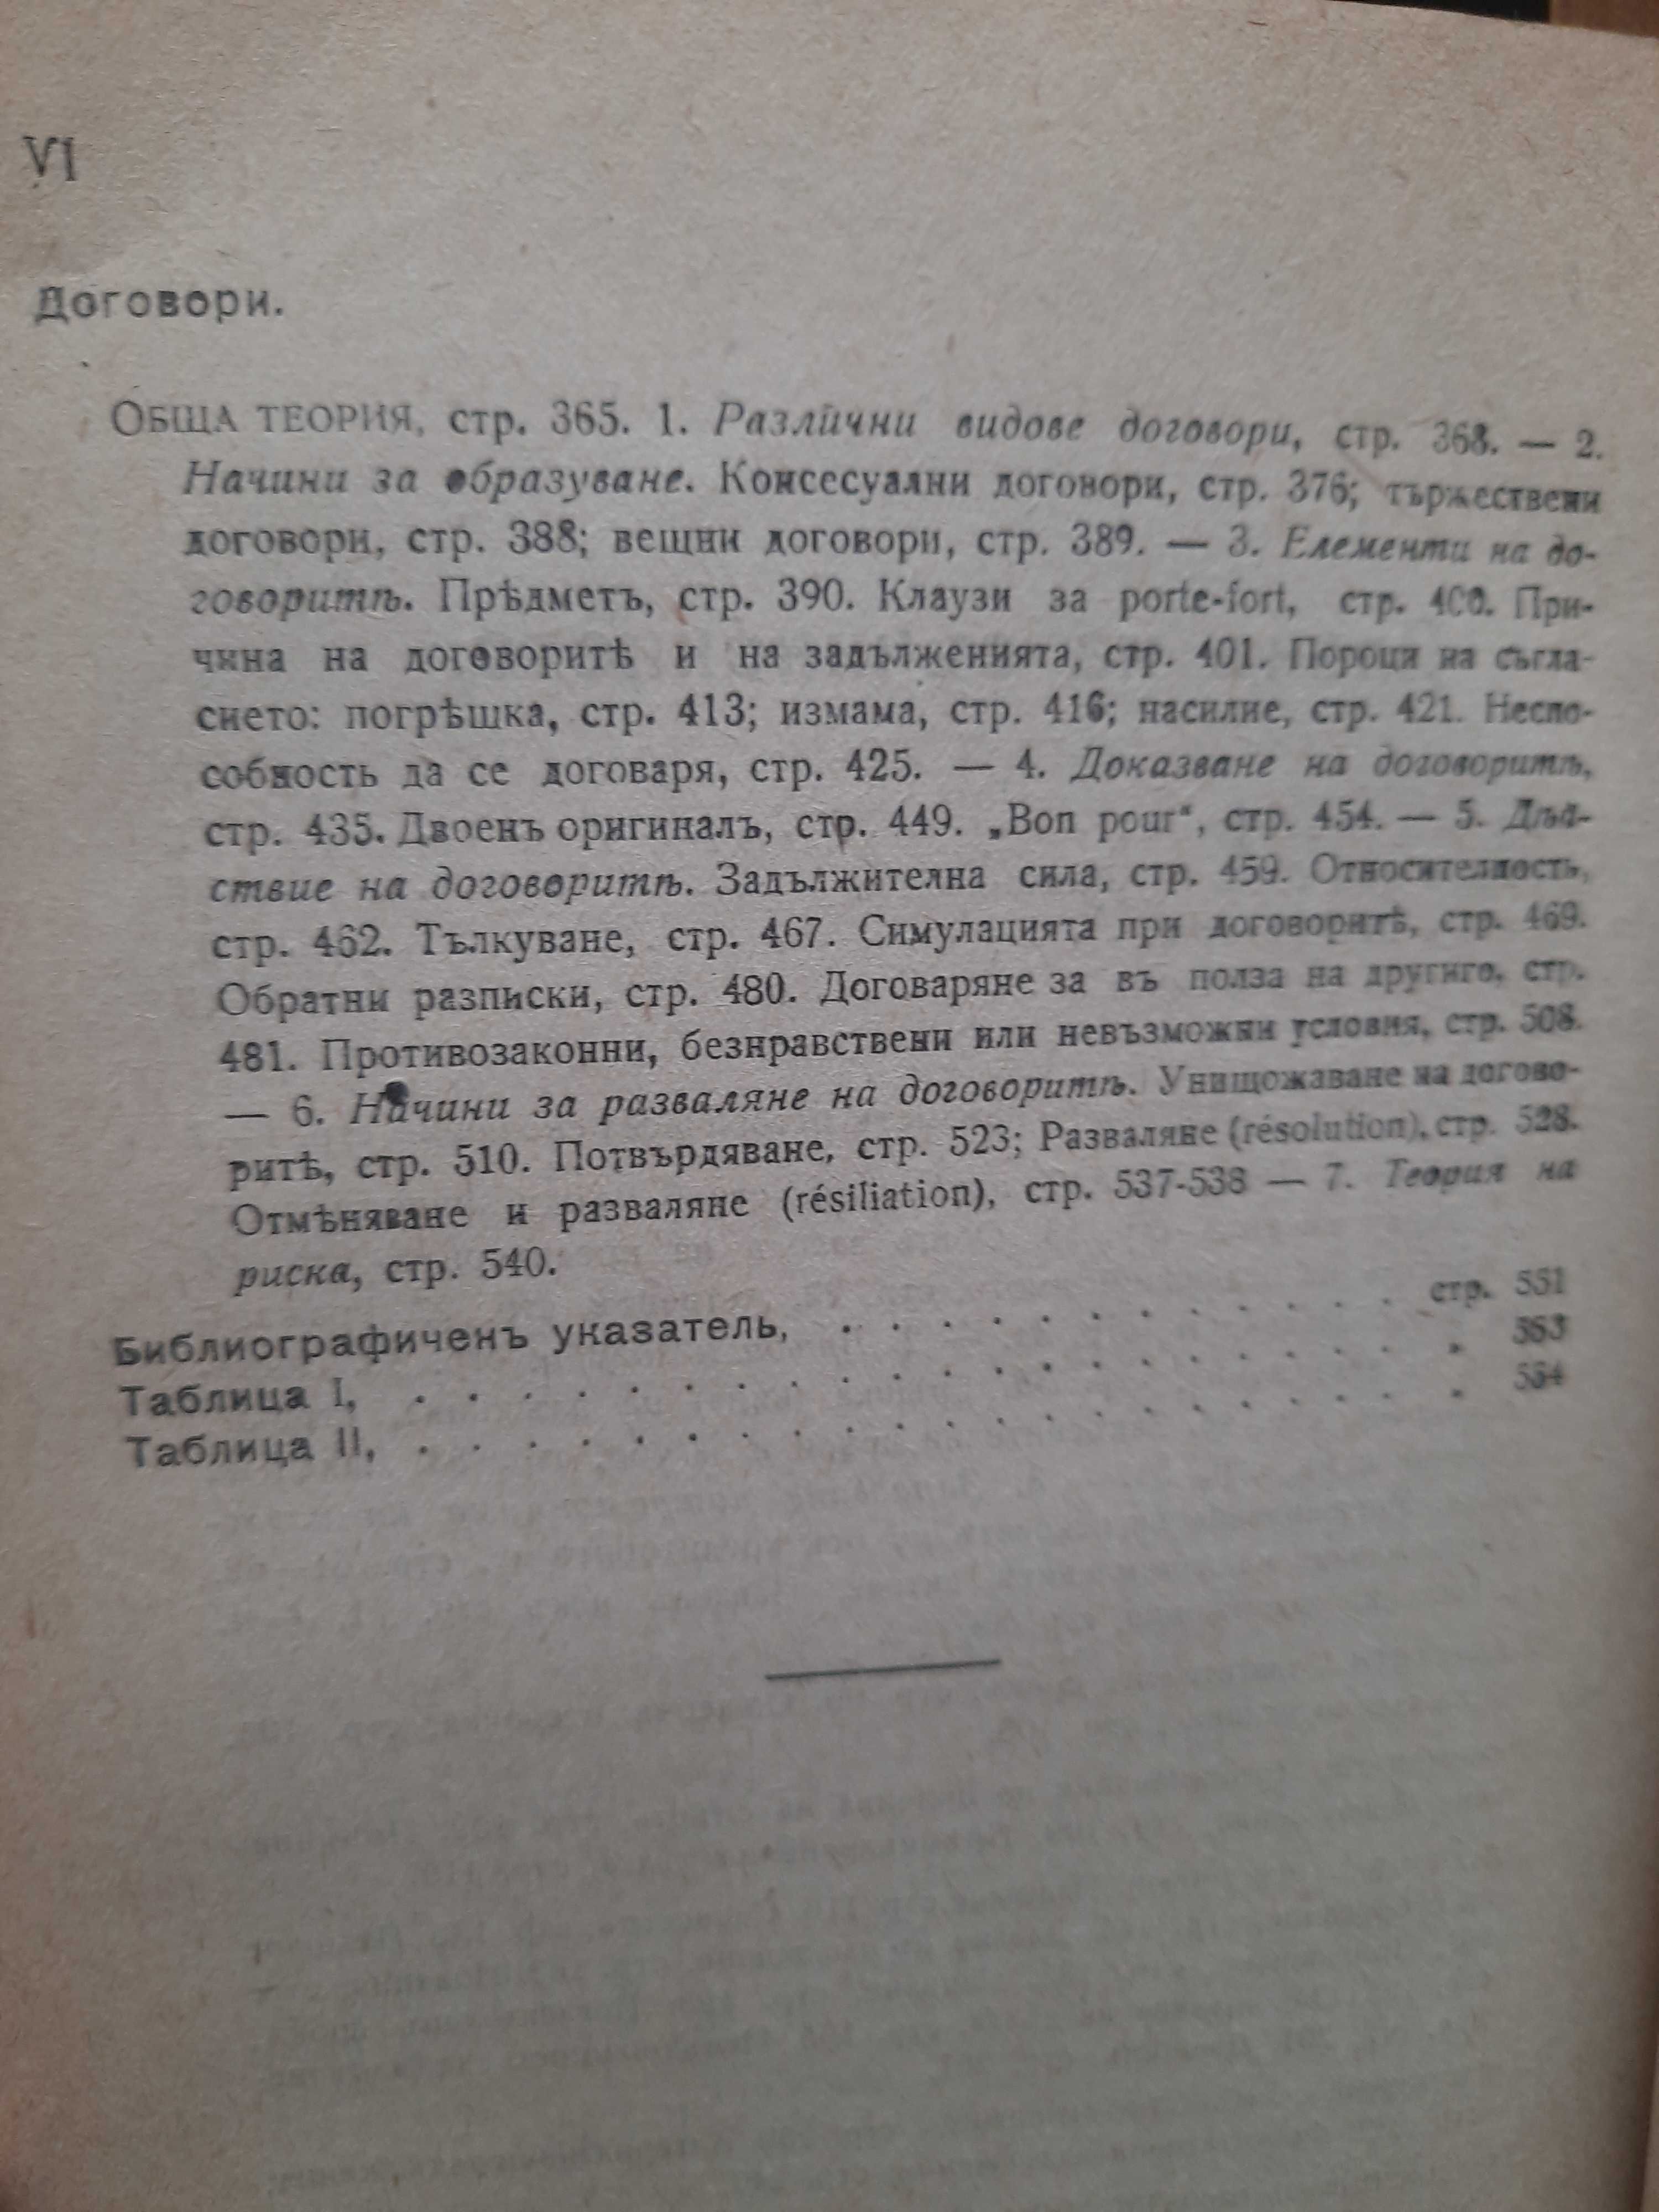 VI
Договори.
ОБЩА ТЕОРИЯ, стр. 365. 1. Различни видове договори, стр. 368. — 2.
Начини за образуване. Консесуални договори, стр. 376; тържествени
договори, стр. 388; вещни договори, стр. 389. — 3. Елементи на до-
говоритѣ. Прѣдметъ, стр. 390. Клаузи за porte-fort, стр. 400. При-
чина на договоритѣ и на задълженията, стр. 401. Пороци на съгла-
сието: погрѣшка, стр. 413; измама, стр. 416; насилие, стр. 421. Неспо-
собность да се договаря, стр. 425. — 4. Доказване на договоритѣ,
стр. 435. Двоенъ оригиналъ, стр. 449. „Bon pour“, стр. 454. — 5. Дѣй-
ствие на договоритѣ. Задължителна сила, стр. 459. Относителность,
стр. 462. Тълкуване, стр. 467. Симулацията при договоритѣ, стр. 469.
Обратни разписки, стр. 480. Договаряне за въ полза на другиго, стр.
481. Противозаконни, безнравствени или невъзможни условия, стр. 508.
— 6. Начини за разваляне на договоритѣ. Унищожаване на догово-
ритѣ, стр. 510. Потвърдяване, стр. 523; Разваляне (résolution), стр. 528.
Отмѣняване и разваляне (résiliation), стр. 537-538 — 7. Теория на
риска, стр. 540.
Библиографиченъ указатель, . . . . . . . . . . . стр. 551
Таблица I, . . . . . . . . . . . . . . . . . . . . 553
Таблица II, . . . . . . . . . . . . . . . . . . . . 554